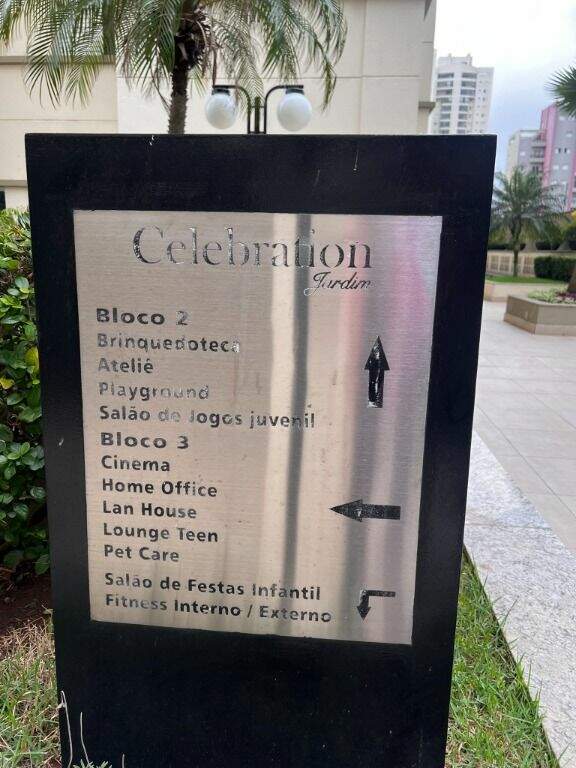 Celebration
Jardim
Bloco 2
Brinquedoteca
Ateliê
Playground
Salão de Jogos juvenil
Bloco 3
Cinema
Home Office
Lan House
Lounge Teen
Pet Care
Salão de Festas Infantil
Fitness Interno / Externo